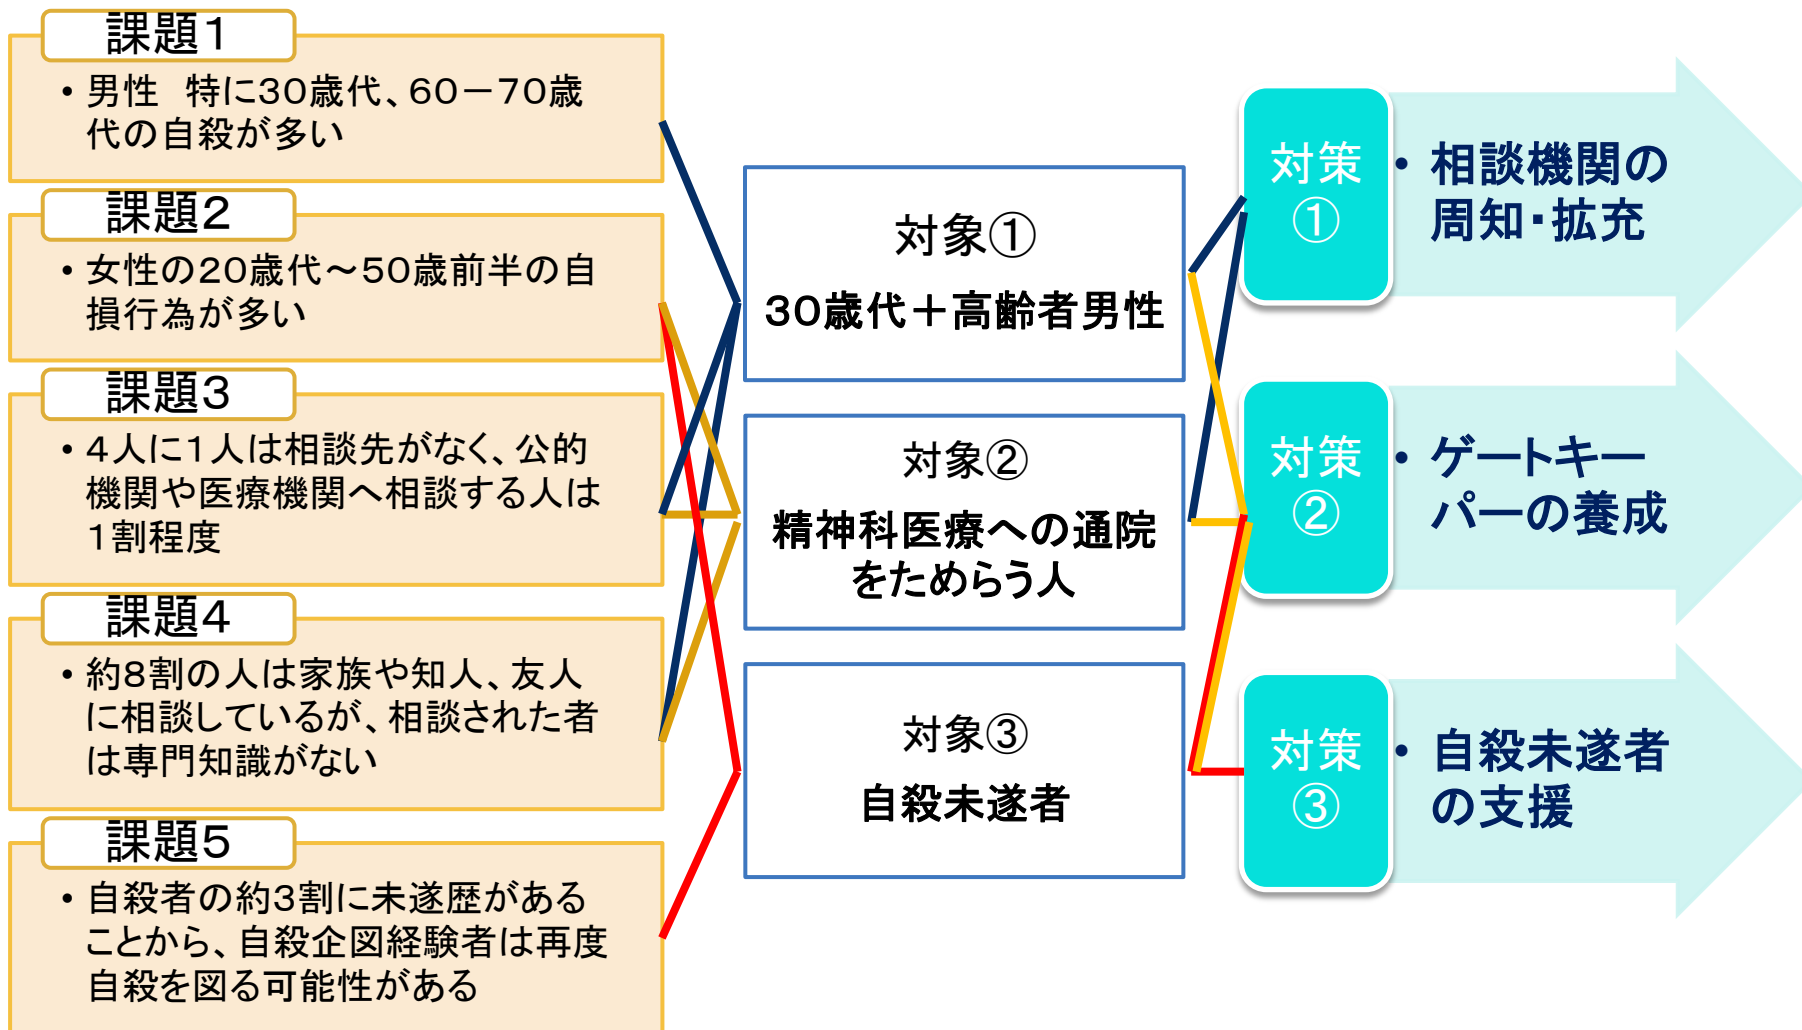 課題１
・男性　特に３０歳代、６０－７０歳
代の自殺が多い
課題２
・女性の２０歳代～５０歳前半の自
損行為が多い
課題３
・４人に１人は相談先がなく、公的
機関や医療機関へ相談する人は
１割程度
課題４
・約８割の人は家族や知人、友人
に相談しているが、相談された者
は専門知識がない
課題５
・自殺者の約３割に未遂歴がある
ことから、自殺企図経験者は再度
自殺を図る可能性がある
対象①
３０歳代＋高齢者男性
対象②
精神科医療への通院
をためらう人
対象③
自殺未遂者
対策
①
・相談機関の
周知・拡充
対策
②
・ゲートキー
パーの養成
対策
③
・自殺未遂者
の支援